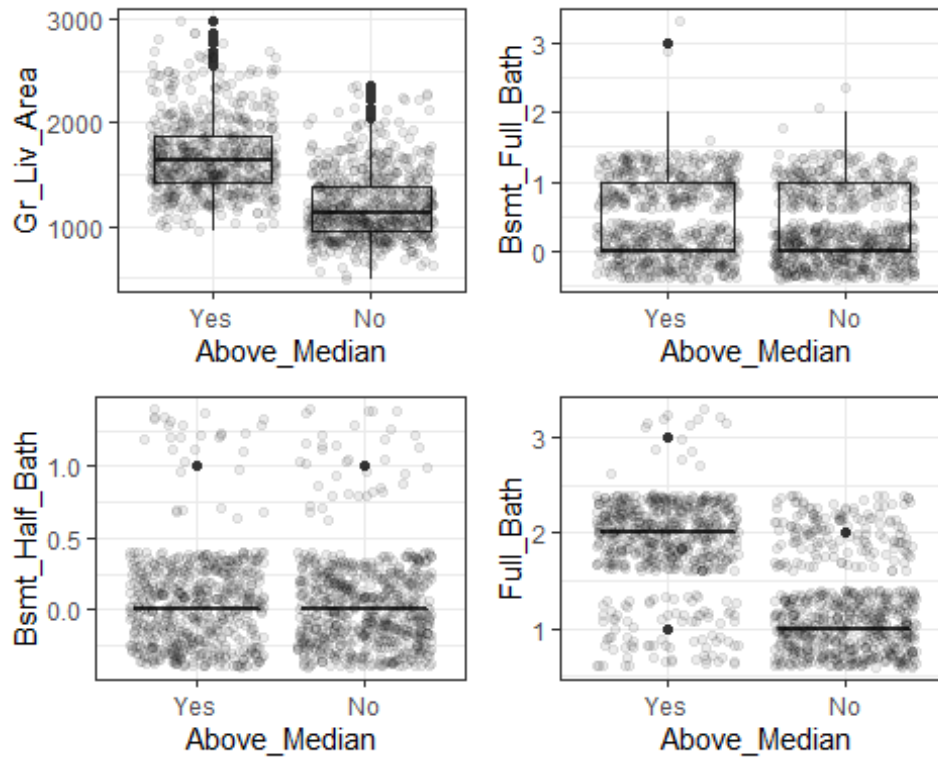 Gr_Liv_Area
3000
2000
1000
Yes No
Above_Median
Bsmt_Full_Bath
3
2
1
0
Yes No
Above_Median
Bsmt_Half_Bath
1.0
0.5
0.0
Yes No
Above_Median
Full_Bath
3
2
1
Yes No
Above_Median